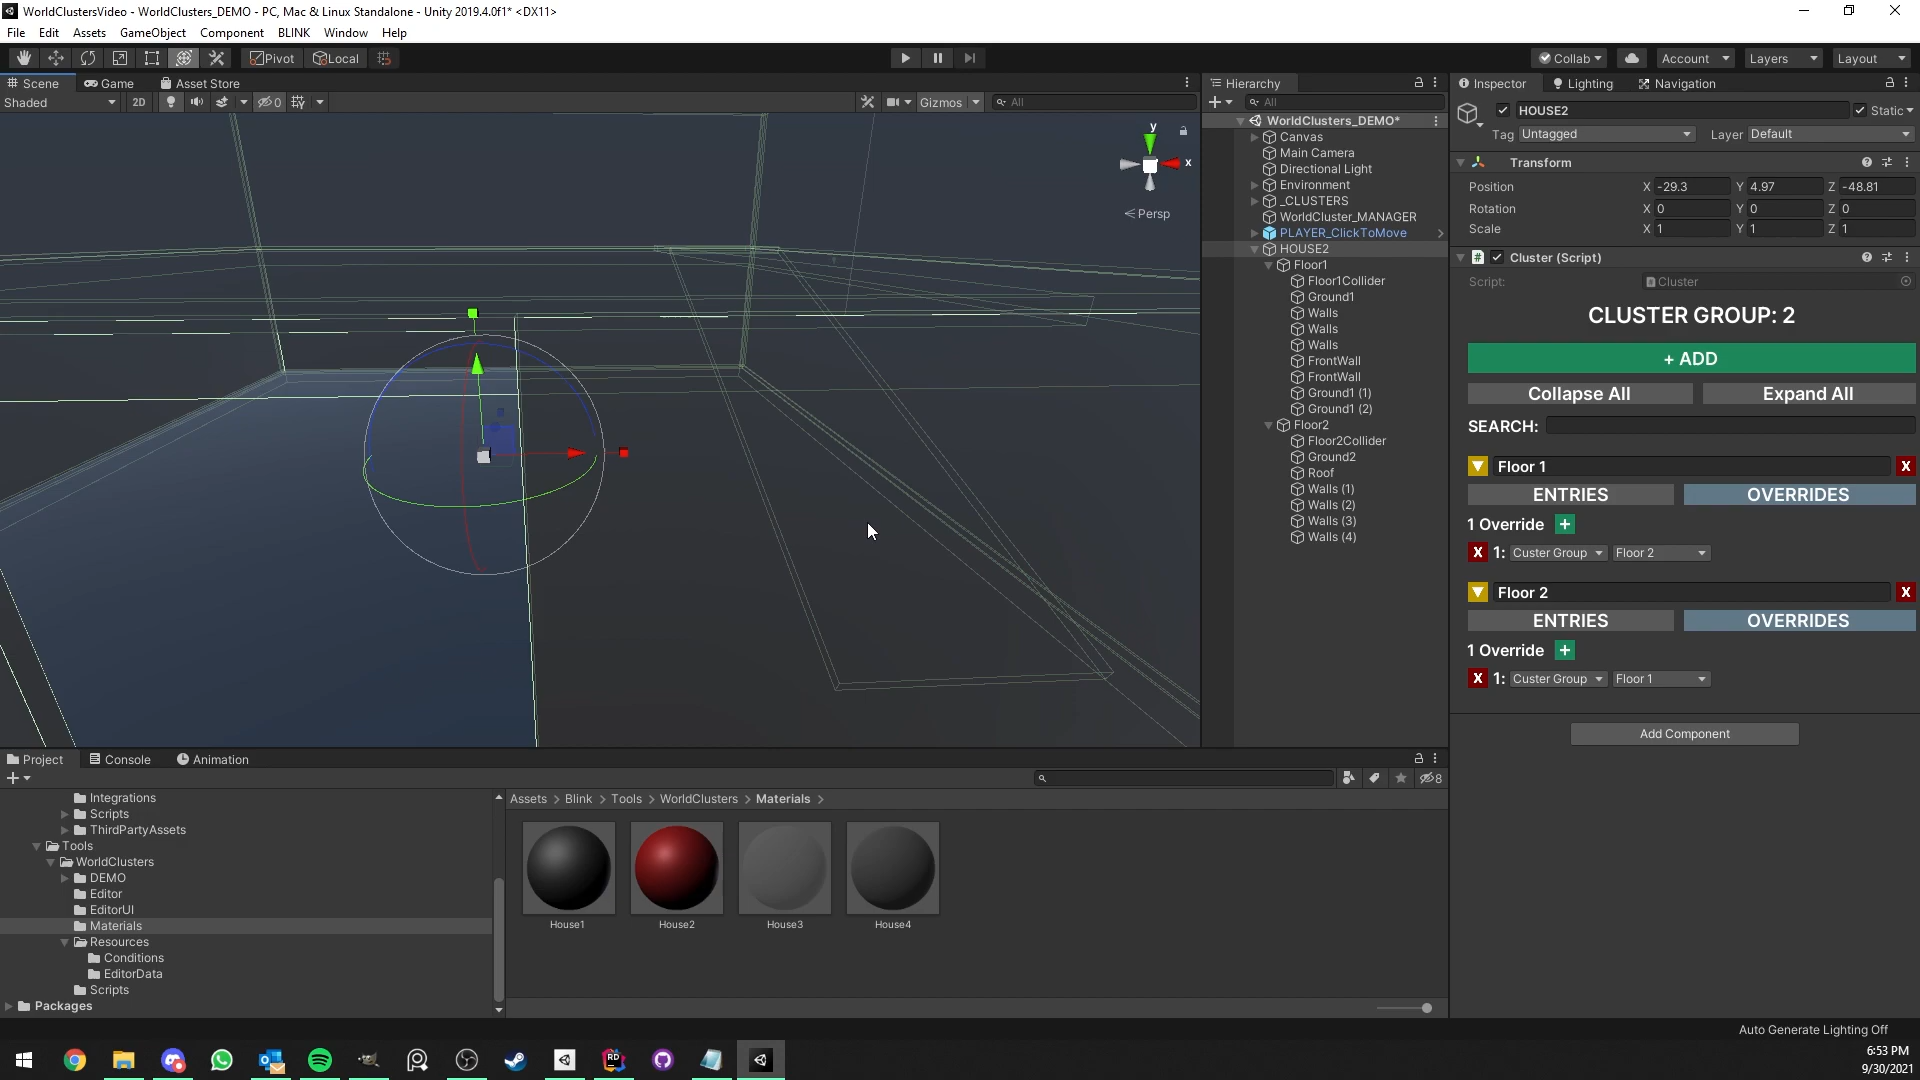 WorldClustersVideo - WorldClusters_DEMO - PC, Mac & Linux Standalone - Unity 2019.4.0f1* <DX11>
File Edit Assets GameObject Component BLINK Window Help
Pivot Local Collab Account Layers Layout
Scene Game Asset Store
Shaded 2D 0 Gizmos All
y
x
Persp
Hierarchy
All
WorldClusters_DEMO*
Canvas
Main Camera
Directional Light
Environment
_CLUSTERS
WorldCluster_MANAGER
PLAYER_ClickToMove
HOUSE2
Floor1
Floor1Collider
Ground1
Walls
Walls
Walls
FrontWall
FrontWall
Ground1 (1)
Ground1 (2)
Floor2
Floor2Collider
Ground2
Roof
Walls (1)
Walls (2)
Walls (3)
Walls (4)
Inspector Lighting Navigation
HOUSE2 Static
Tag Untagged Layer Default
Transform
Position X -29.3 Y 4.97 Z -48.81
Rotation X 0 Y 0 Z 0
Scale X 1 Y 1 Z 1
# Cluster (Script)
Script: Cluster
CLUSTER GROUP: 2
+ ADD
Collapse All Expand All
SEARCH:
Floor 1 X
ENTRIES OVERRIDES
1 Override +
X 1: Custer Group Floor 2
Floor 2 X
ENTRIES OVERRIDES
1 Override +
X 1: Custer Group Floor 1
Add Component
Project Console Animation
8
Integrations
Scripts
ThirdPartyAssets
Tools
WorldClusters
DEMO
Editor
EditorUI
Materials
Resources
Conditions
EditorData
Scripts
Packages
Assets > Blink > Tools > WorldClusters > Materials >
House1 House2 House3 House4
Auto Generate Lighting Off
RD
6:53 PM
9/30/2021